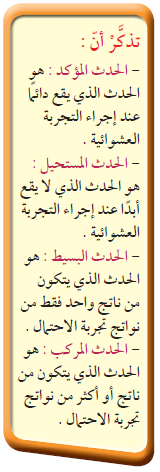 تذكَّرْ أنّ :
– الحدث المؤكد : هو
الحدث الذي يقع دائما
عند إجراء التجربة
العشوائية .
– الحدث المستحيل :
هو الحدث الذي لا يقع
أبدًا عند إجراء التجربة
العشوائية .
– الحدث البسيط : هو
الحدث الذي يتكون
من ناتج واحد فقط من
نواتج تجربة الاحتمال .
– الحدث المركب : هو
الحدث الذي يتكون من
ناتج أو أكثر من نواتج
تجربة الاحتمال .